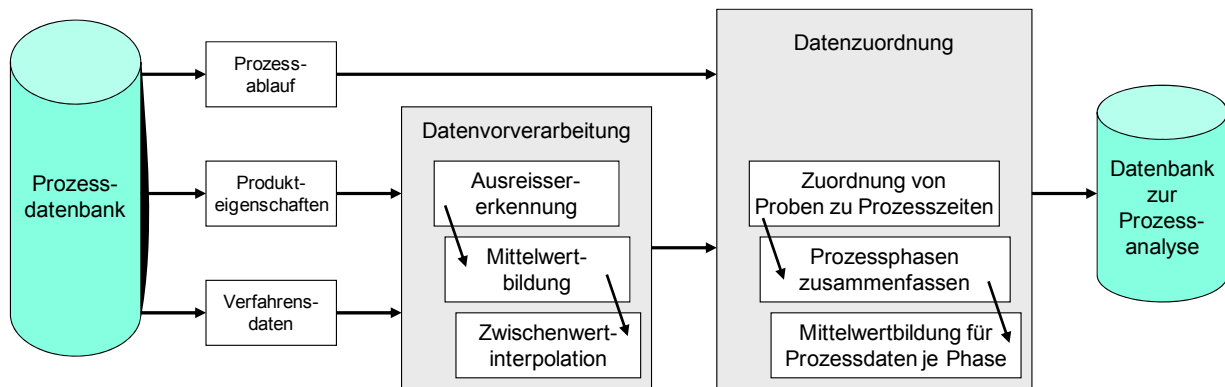 Prozess-
datenbank
Prozess-
ablauf
Produkt-
eigenschaften
Verfahrens-
daten
Datenvorverarbeitung
Ausreisser-
erkennung
Mittelwert-
bildung
Zwischenwert-
interpolation
Datenzuordnung
Zuordnung von
Proben zu Prozesszeiten
Prozessphasen
zusammenfassen
Mittelwertbildung für
Prozessdaten je Phase
Datenbank
zur
Prozess-
analyse